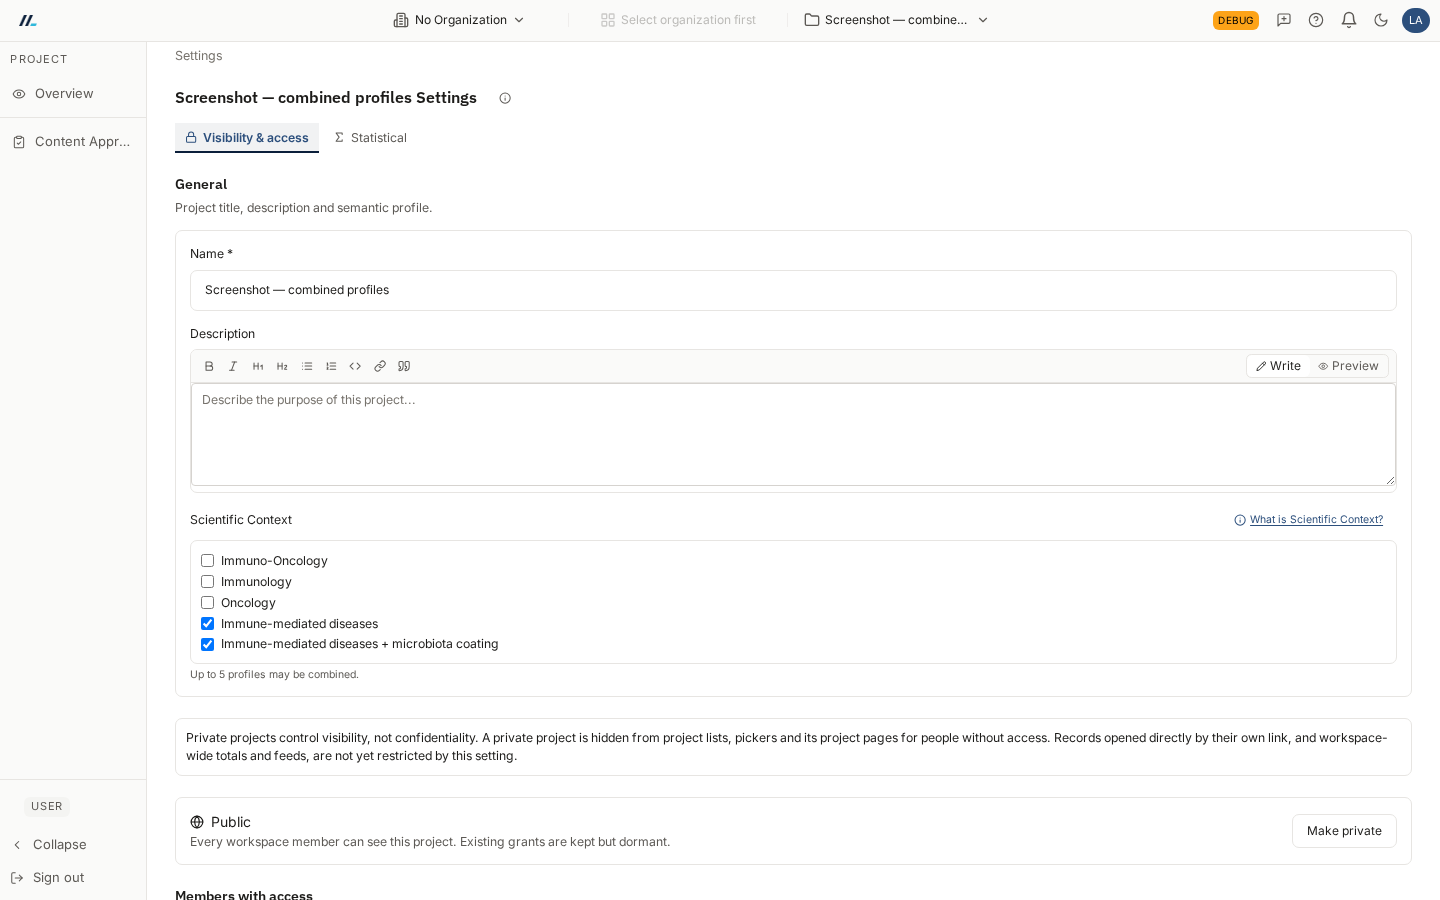 No Organization
Select organization first
Screenshot — combine...
DEBUG
LA
PROJECT
Overview
Content Appr...
USER
Collapse
Sign out
Settings
Screenshot — combined profiles Settings
Visibility & access
Statistical
General
Project title, description and semantic profile.
Name *
Screenshot — combined profiles
Description
Write
Preview
Describe the purpose of this project...
Scientific Context
What is Scientific Context?
Immuno-Oncology
Immunology
Oncology
Immune-mediated diseases
Immune-mediated diseases + microbiota coating
Up to 5 profiles may be combined.
Private projects control visibility, not confidentiality. A private project is hidden from project lists, pickers and its project pages for people without access. Records opened directly by their own link, and workspace-
wide totals and feeds, are not yet restricted by this setting.
Public
Every workspace member can see this project. Existing grants are kept but dormant.
Make private
Members with access